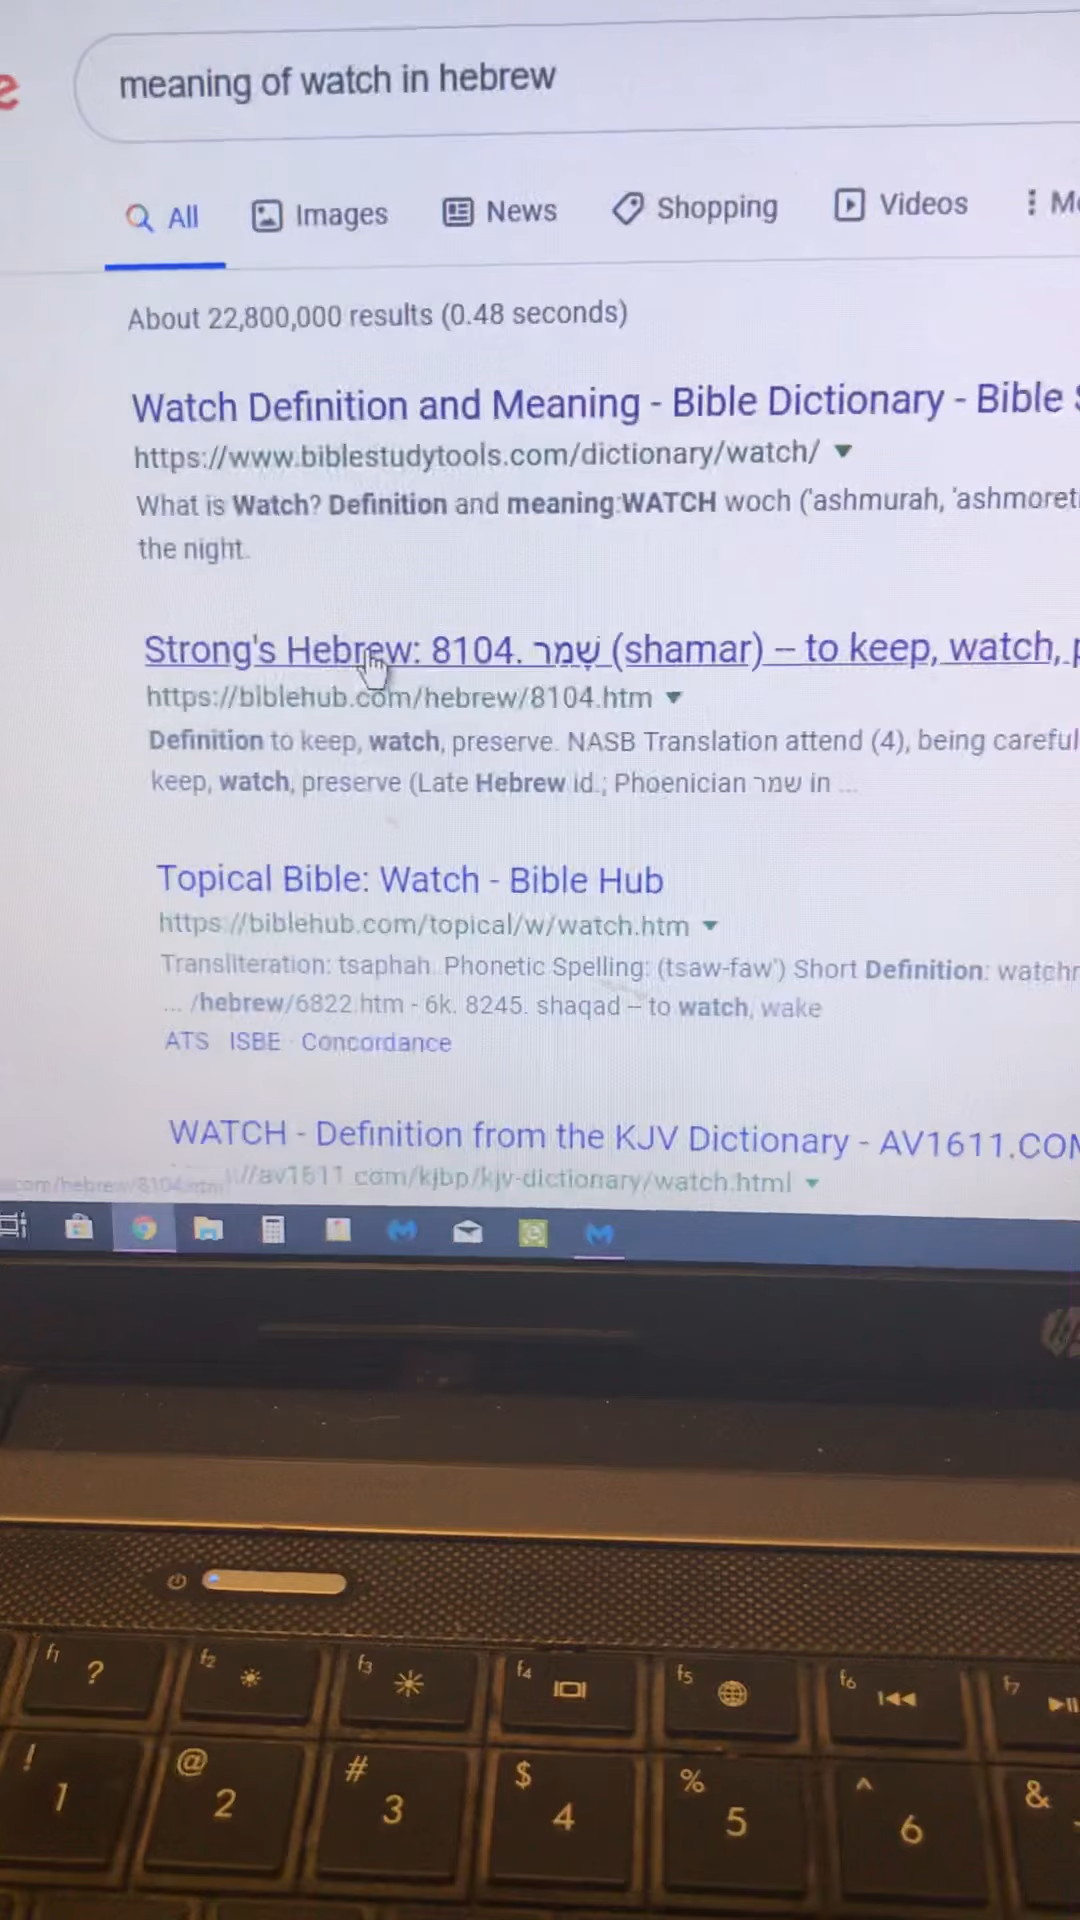 e
meaning of watch in hebrew
All Images News Shopping Videos
About 22,800,000 results (0.48 seconds)
Watch Definition and Meaning - Bible Dictionary - Bible
https://www.biblestudytools.com/dictionary/watch/
What is Watch? Definition and meaning:WATCH woch ('ashmurah, 'ashmoret
the night.
Strong's Hebrew: 8104. שָׁמַר (shamar) – to keep, watch,
https://biblehub.com/hebrew/8104.htm
Definition to keep, watch, preserve. NASB Translation attend (4), being careful
keep, watch, preserve (Late Hebrew id.; Phoenician שמר in ...
Topical Bible: Watch - Bible Hub
https://biblehub.com/topical/w/watch.htm
Transliteration: tsaphah. Phonetic Spelling: (tsaw-faw') Short Definition:
... /hebrew/6822.htm - 6k. 8245. shaqad – to watch, wake
ATS · ISBE · Concordance
WATCH - Definition from the KJV Dictionary - AV1611.COM
://av1611.com/kjbp/kjv-dictionary/watch.html
.com/hebrew/8104.htm
hp
f1 ? f2 f3 f4 f5 f6 f7
! 1 @ 2 # 3 $ 4 % 5 ^ 6 &